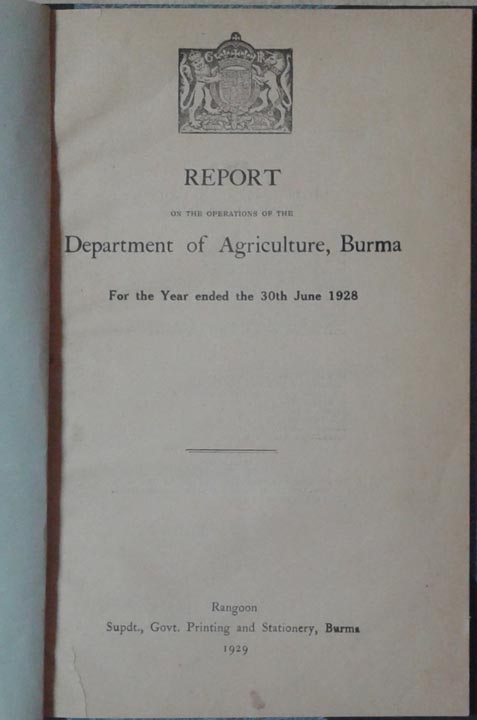 REPORT
ON THE OPERATIONS OF THE
Department of Agriculture, Burma
For the Year ended the 30th June 1928
Rangoon
Supdt., Govt. Printing and Stationery, Burma
1929